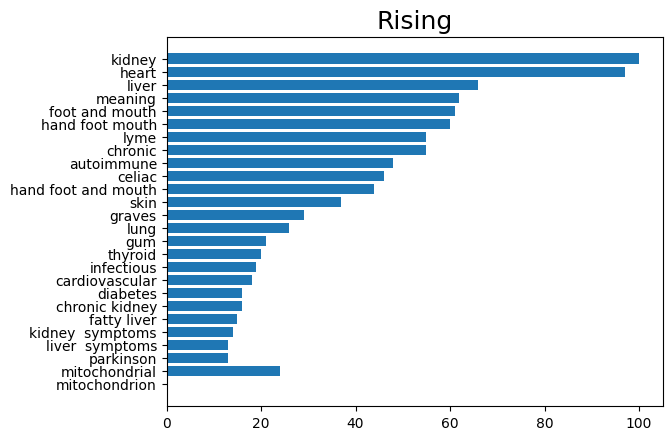 Rising
kidney
heart
liver
meaning
foot and mouth
hand foot mouth
lyme
chronic
autoimmune
celiac
hand foot and mouth
skin
graves
lung
gum
thyroid
infectious
cardiovascular
diabetes
chronic kidney
fatty liver
kidney  symptoms
liver  symptoms
parkinson
mitochondrial
mitochondrion
0 20 40 60 80 100